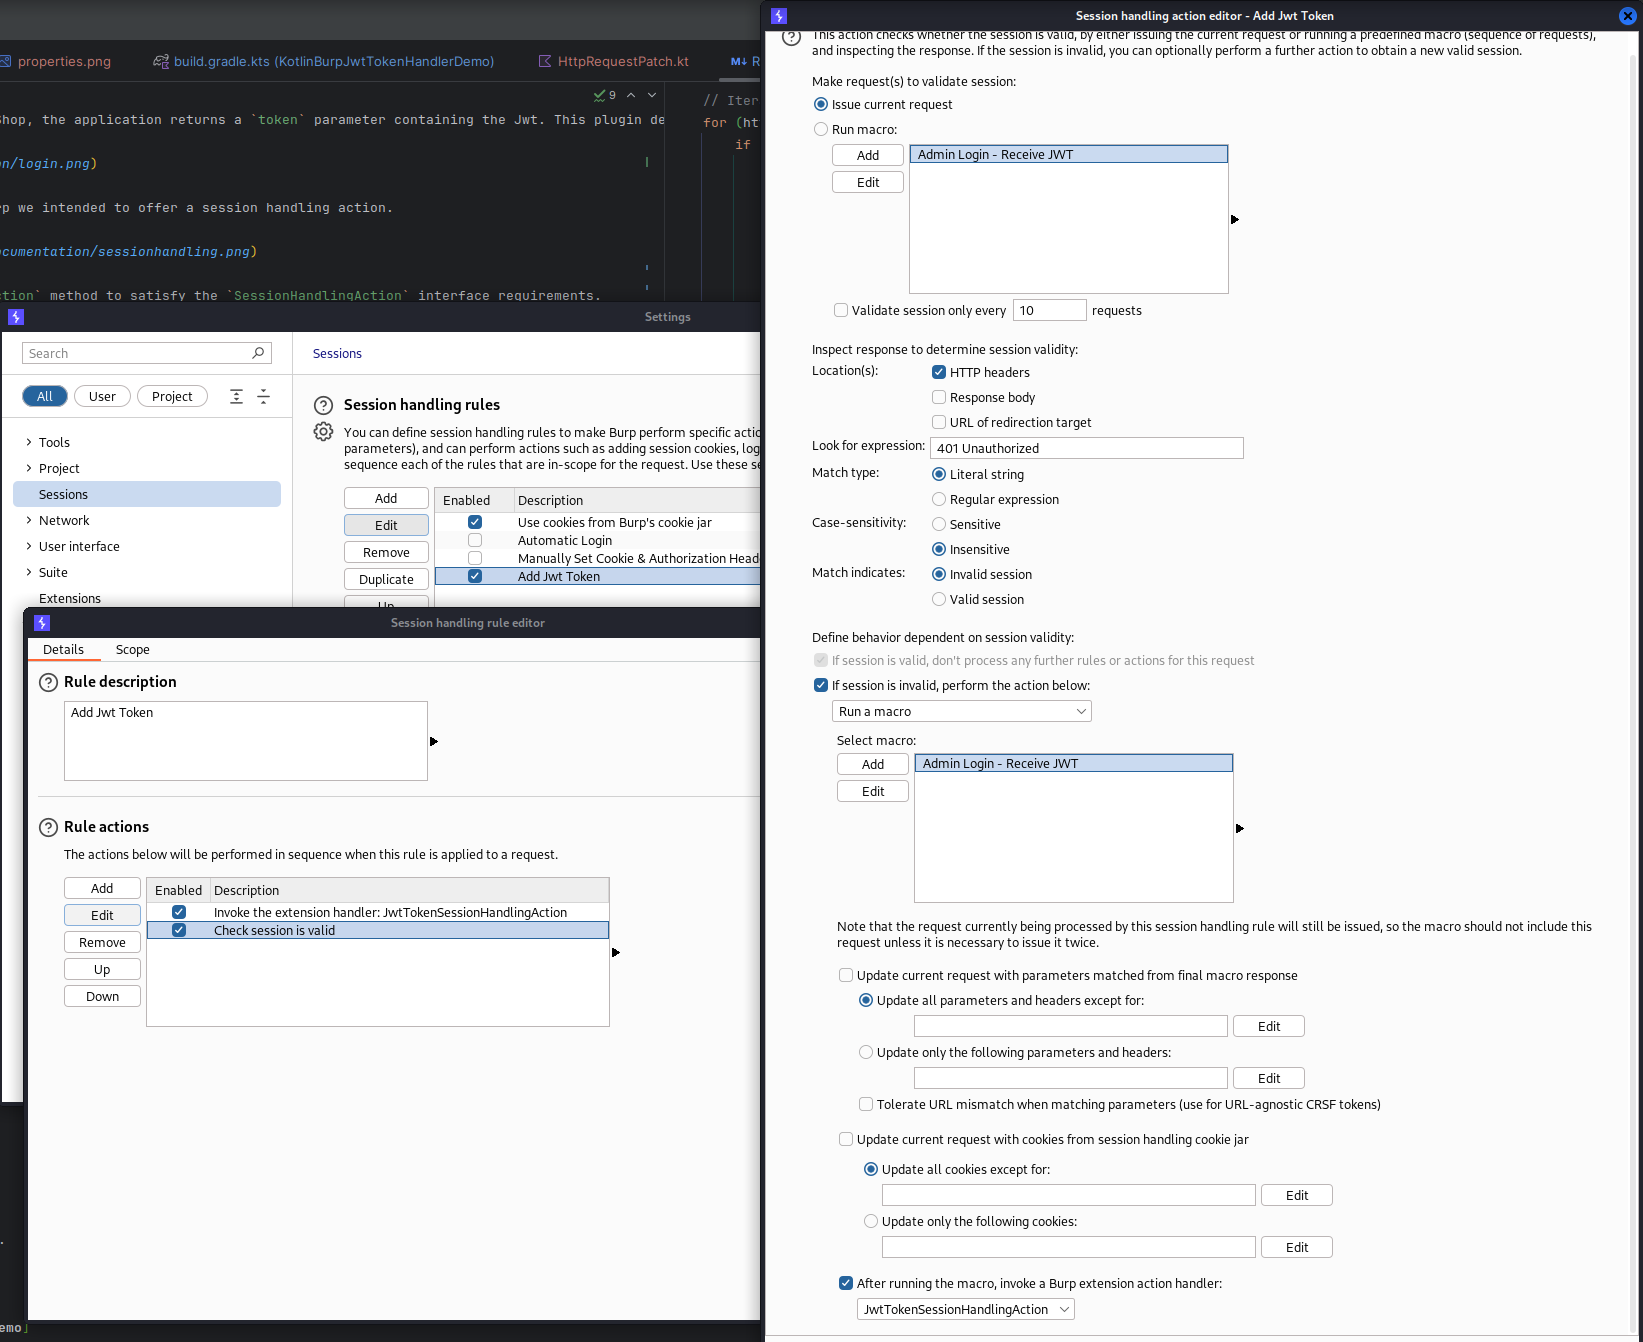 properties.png
build.gradle.kts (KotlinBurpJwtTokenHandlerDemo)
HttpRequestPatch.kt
M↓ R
9
Shop, the application returns a `token` parameter containing the Jwt. This plugin de
on/login.png)
rp we intended to offer a session handling action.
ocumentation/sessionhandling.png)
ction` method to satisfy the `SessionHandlingAction` interface requirements.
// Iter
for (ht
if
Settings
Search
All
User
Project
Tools
Project
Sessions
Network
User interface
Suite
Extensions
Sessions
Session handling rules
You can define session handling rules to make Burp perform specific actio
parameters), and can perform actions such as adding session cookies, log
sequence each of the rules that are in-scope for the request. Use these se
Add
Edit
Remove
Duplicate
Up
Enabled Description
Use cookies from Burp's cookie jar
Automatic Login
Manually Set Cookie & Authorization Heade
Add Jwt Token
Session handling rule editor
Details
Scope
Rule description
Add Jwt Token
Rule actions
The actions below will be performed in sequence when this rule is applied to a request.
Add
Edit
Remove
Up
Down
Enabled Description
Invoke the extension handler: JwtTokenSessionHandlingAction
Check session is valid
emo]
Session handling action editor - Add Jwt Token
This action checks whether the session is valid, by either issuing the current request or running a predefined macro (sequence of requests),
and inspecting the response. If the session is invalid, you can optionally perform a further action to obtain a new valid session.
Make request(s) to validate session:
Issue current request
Run macro:
Add
Edit
Admin Login - Receive JWT
Validate session only every 10 requests
Inspect response to determine session validity:
Location(s):
HTTP headers
Response body
URL of redirection target
Look for expression: 401 Unauthorized
Match type:
Literal string
Regular expression
Case-sensitivity:
Sensitive
Insensitive
Match indicates:
Invalid session
Valid session
Define behavior dependent on session validity:
If session is valid, don't process any further rules or actions for this request
If session is invalid, perform the action below:
Run a macro
Select macro:
Add
Edit
Admin Login - Receive JWT
Note that the request currently being processed by this session handling rule will still be issued, so the macro should not include this
request unless it is necessary to issue it twice.
Update current request with parameters matched from final macro response
Update all parameters and headers except for:
Edit
Update only the following parameters and headers:
Edit
Tolerate URL mismatch when matching parameters (use for URL-agnostic CRSF tokens)
Update current request with cookies from session handling cookie jar
Update all cookies except for:
Edit
Update only the following cookies:
Edit
After running the macro, invoke a Burp extension action handler:
JwtTokenSessionHandlingAction